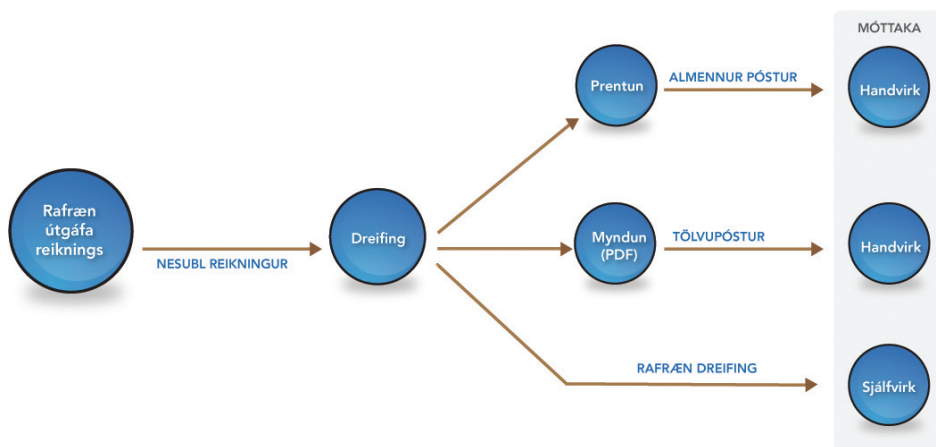 MÓTTAKA
Prentun
ALMENNUR PÓSTUR
Handvirk
Rafræn
útgáfa
reiknings
NESUBL REIKNINGUR
Dreifing
Myndun
(PDF)
TÖLVUPÓSTUR
Handvirk
RAFRÆN DREIFING
Sjálfvirk